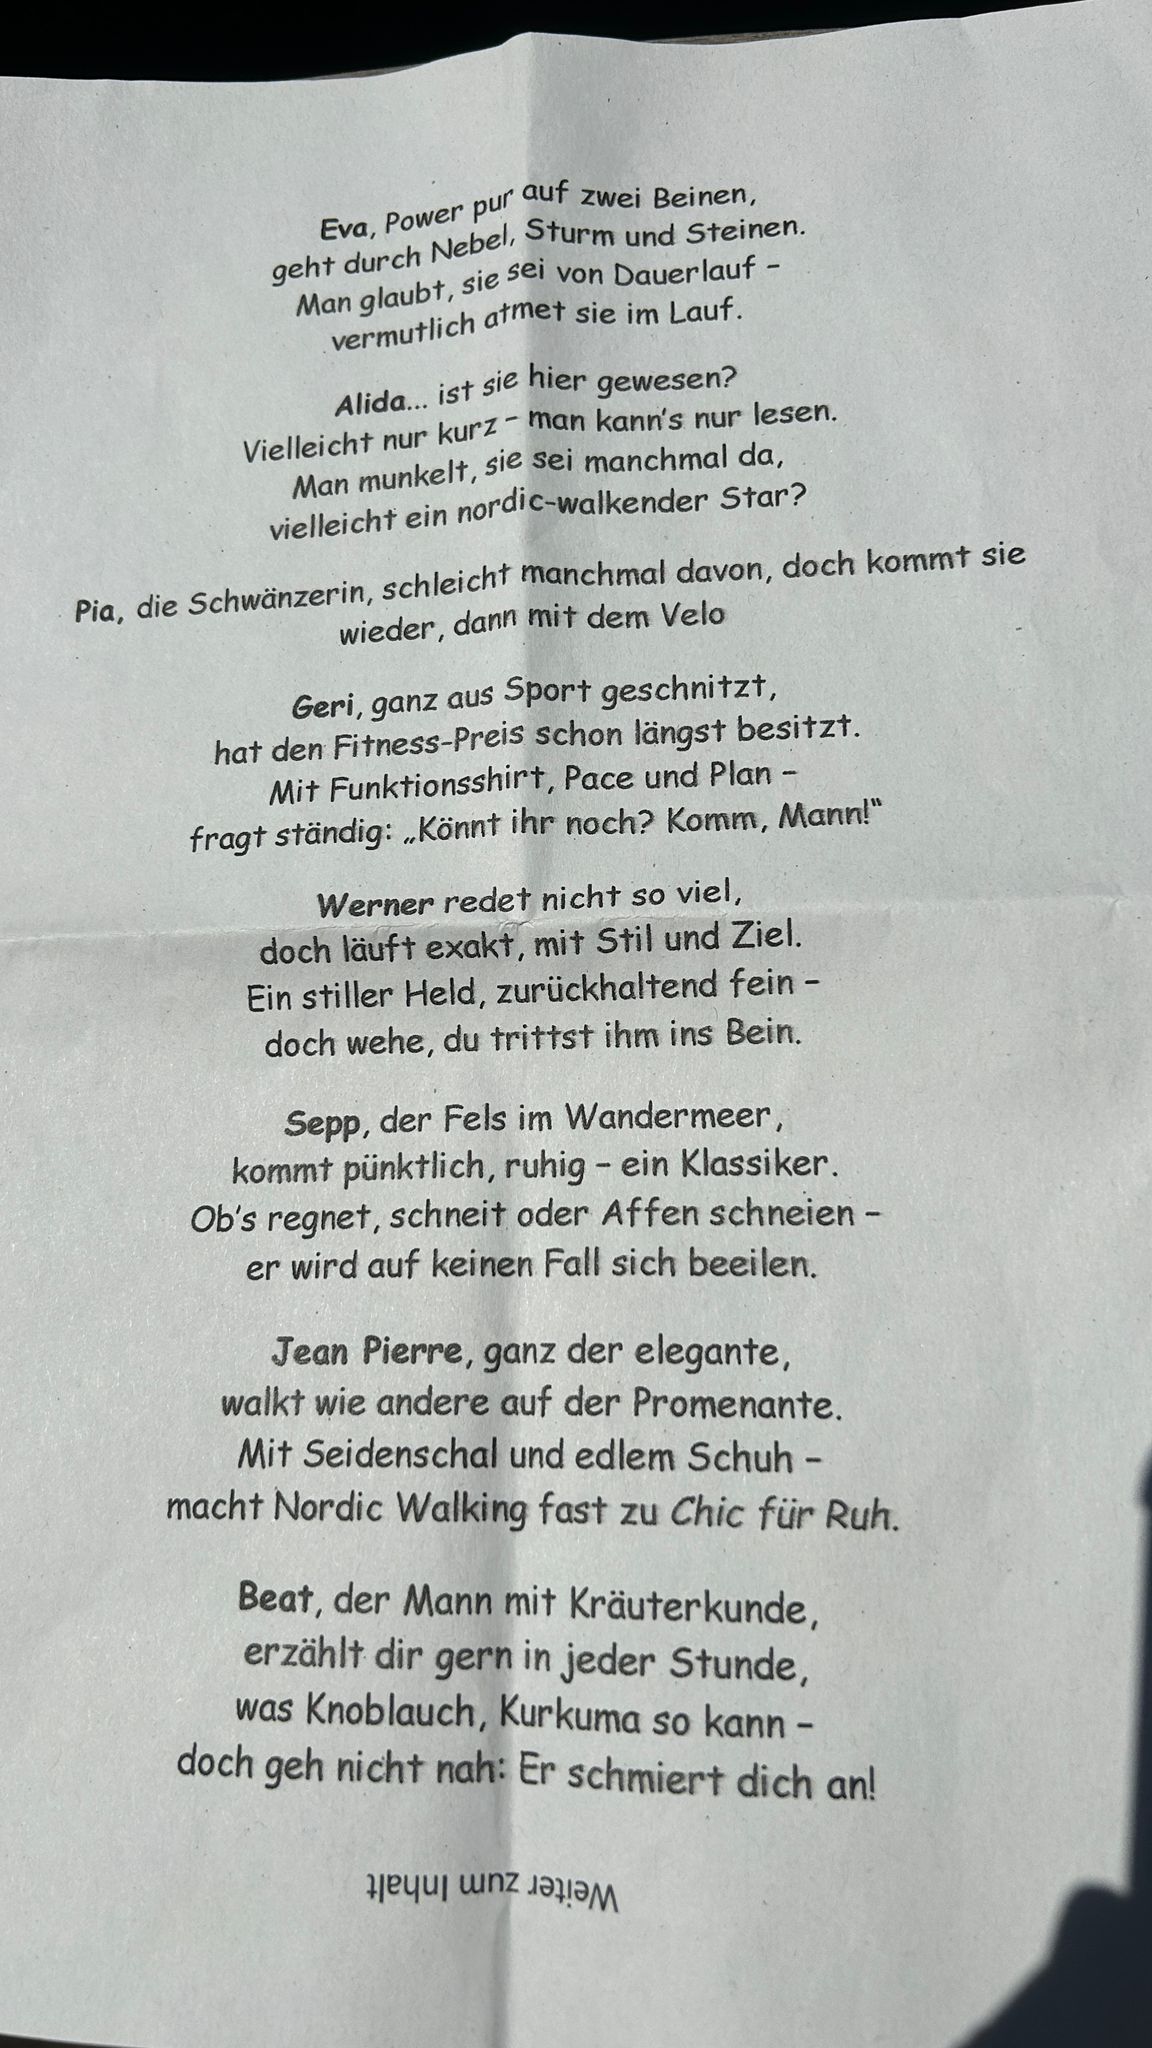 Eva, Power pur auf zwei Beinen,
geht durch Nebel, Sturm und Steinen.
Man glaubt, sie sei von Dauerlauf –
vermutlich atmet sie im Lauf.
Alida... ist sie hier gewesen?
Vielleicht nur kurz – man kann's nur lesen.
Man munkelt, sie sei manchmal da,
vielleicht ein nordic-walkender Star?
Pia, die Schwänzerin, schleicht manchmal davon, doch kommt sie
wieder, dann mit dem Velo
Geri, ganz aus Sport geschnitzt,
hat den Fitness-Preis schon längst besitzt.
Mit Funktionsshirt, Pace und Plan –
fragt ständig: „Könnt ihr noch? Komm, Mann!“
Werner redet nicht so viel,
doch läuft exakt, mit Stil und Ziel.
Ein stiller Held, zurückhaltend fein –
doch wehe, du trittst ihm ins Bein.
Sepp, der Fels im Wandermeer,
kommt pünktlich, ruhig – ein Klassiker.
Ob's regnet, schneit oder Affen schneien –
er wird auf keinen Fall sich beeilen.
Jean Pierre, ganz der elegante,
walkt wie andere auf der Promenante.
Mit Seidenschal und edlem Schuh –
macht Nordic Walking fast zu Chic für Ruh.
Beat, der Mann mit Kräuterkunde,
erzählt dir gern in jeder Stunde,
was Knoblauch, Kurkuma so kann –
doch geh nicht nah: Er schmiert dich an!
Weiter zum Inhalt